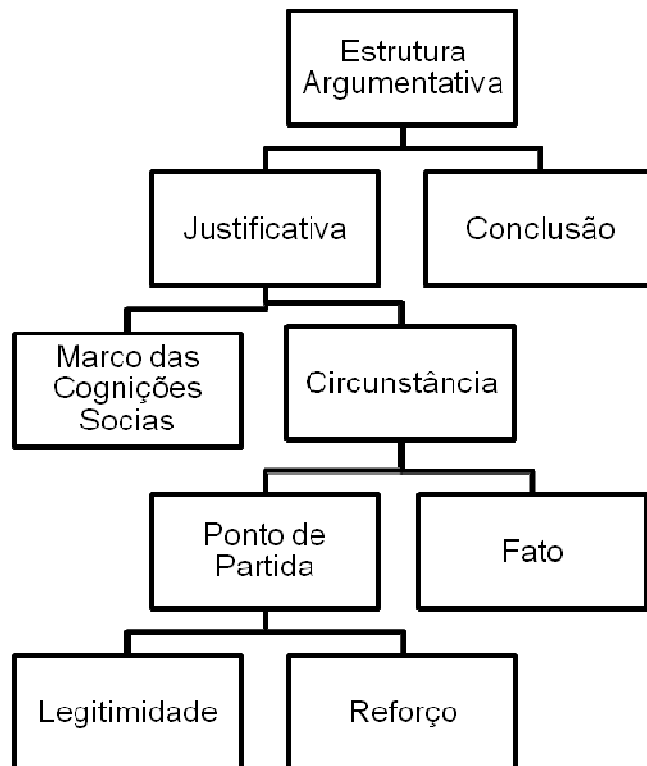 Estrutura
Argumentativa
Justificativa
Conclusão
Marco das
Cognições
Socias
Circunstância
Ponto de
Partida
Fato
Legitimidade
Reforço